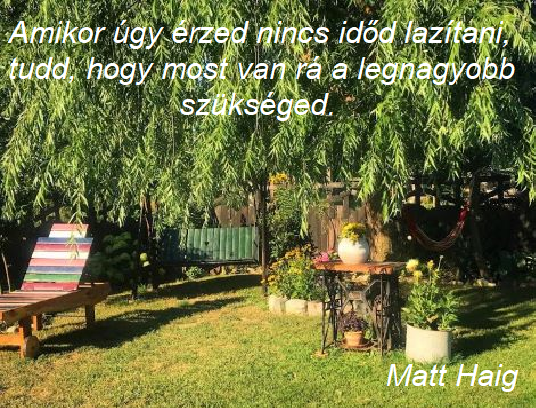 Amikor úgy érzed nincs időd lazítani,
tudd, hogy most van rá a legnagyobb
szükséged.
Matt Haig